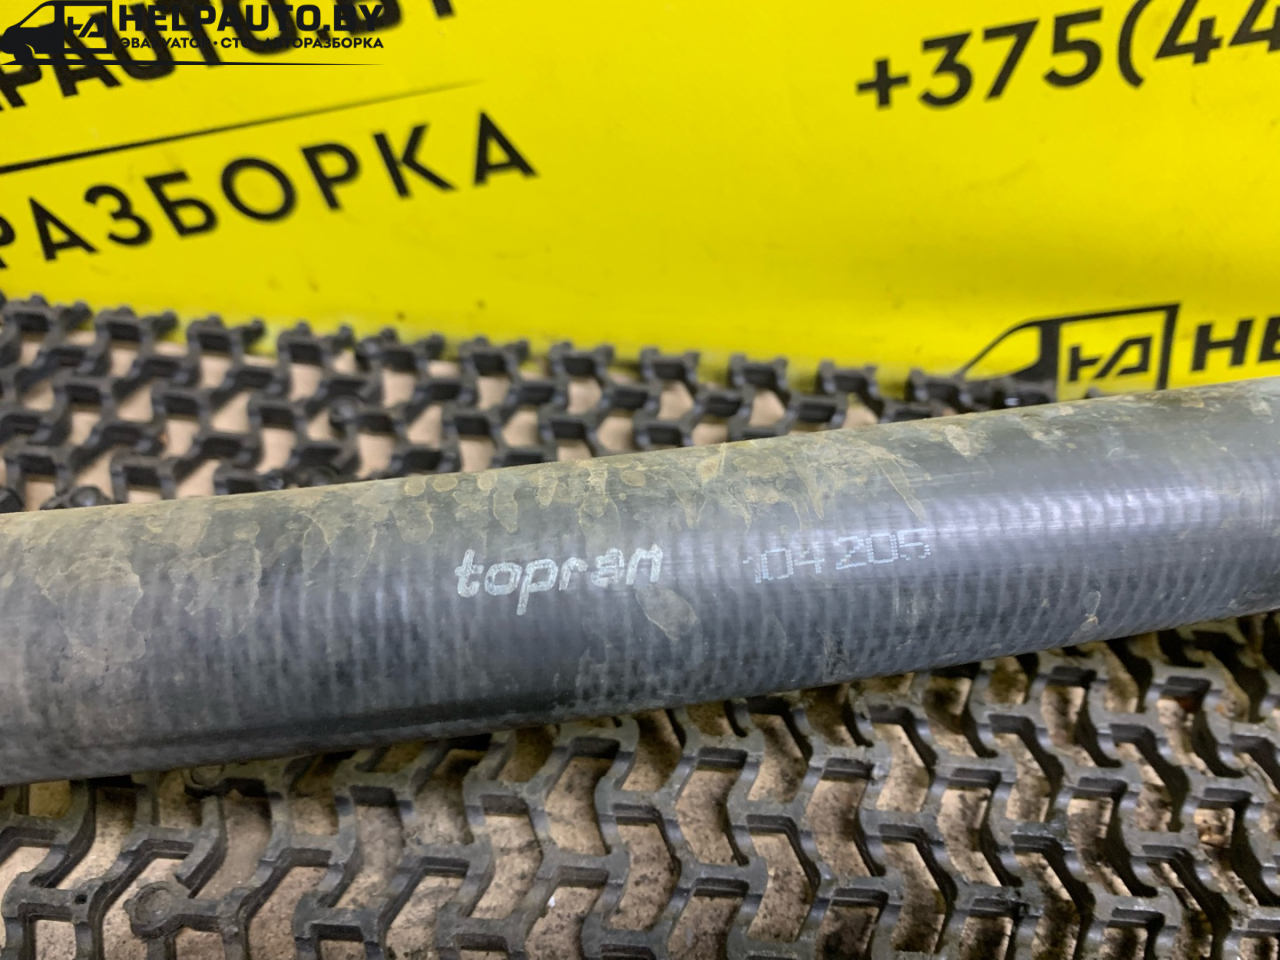 HELPAUTO.BY
ЭВАКУАТОР • СТО • АВТОРАЗБОРКА
+375(44
РАЗБОРКА
HE
topran 104 205